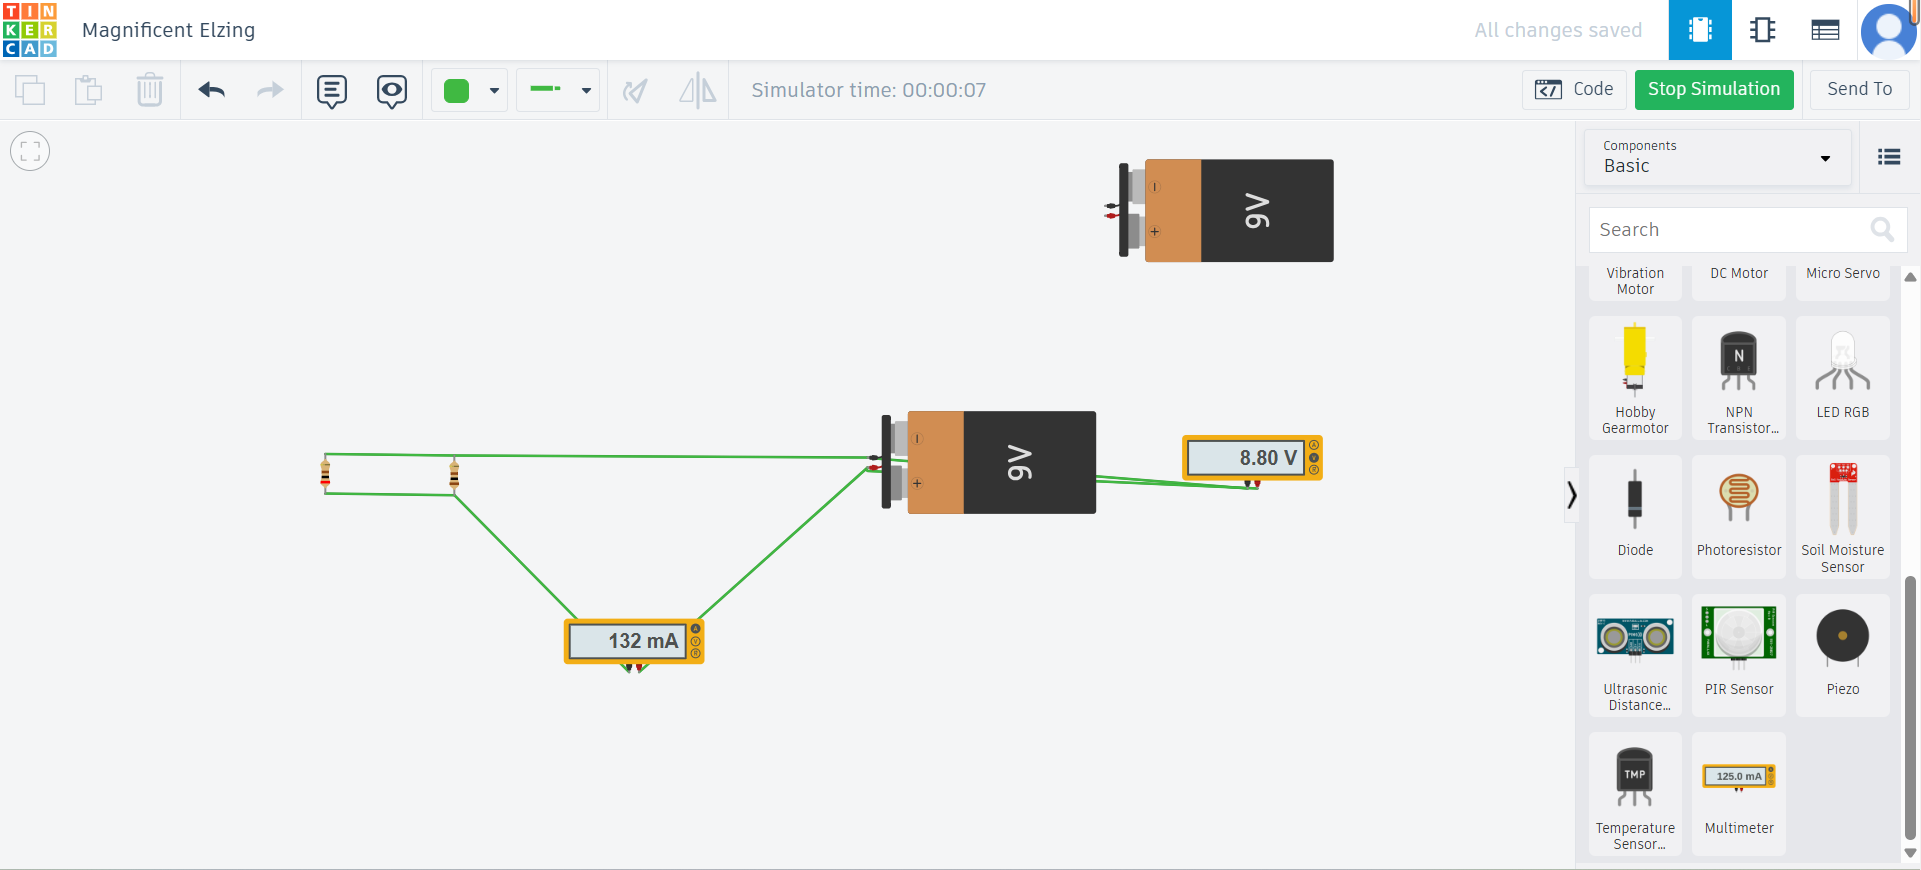 TIN
KER
CAD
Magnificent Elzing
All changes saved
Simulator time: 00:00:07
Code
Stop Simulation
Send To
Components
Basic
Search
Vibration
Motor
DC Motor
Micro Servo
9V
9V
8.80 V
A
V
R
132 mA
A
V
R
N
Hobby
Gearmotor
NPN
Transistor...
LED RGB
Diode
Photoresistor
Soil Moisture
Sensor
Ultrasonic
Distance...
PIR Sensor
Piezo
TMP
125.0 mA
Temperature
Sensor...
Multimeter